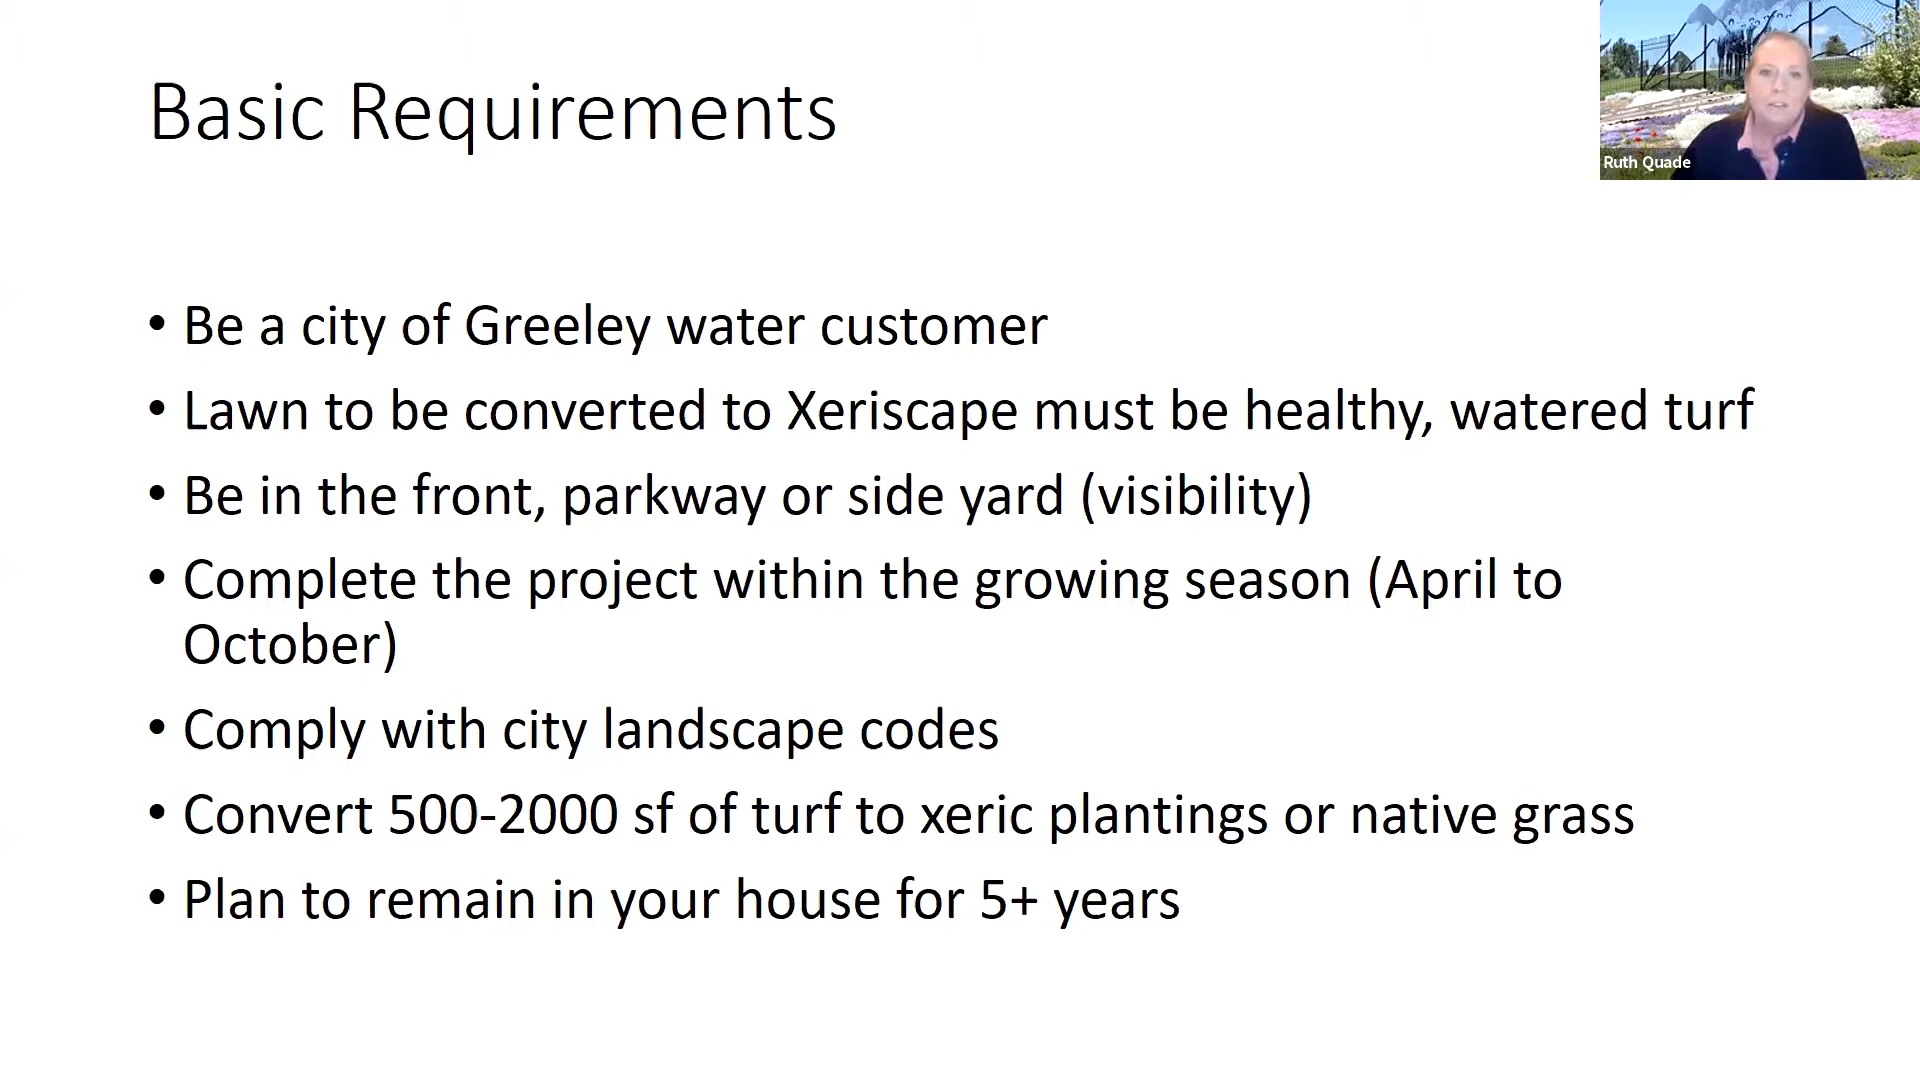 Basic Requirements
Ruth Quade
• Be a city of Greeley water customer
• Lawn to be converted to Xeriscape must be healthy, watered turf
• Be in the front, parkway or side yard (visibility)
• Complete the project within the growing season (April to
October)
• Comply with city landscape codes
• Convert 500-2000 sf of turf to xeric plantings or native grass
• Plan to remain in your house for 5+ years